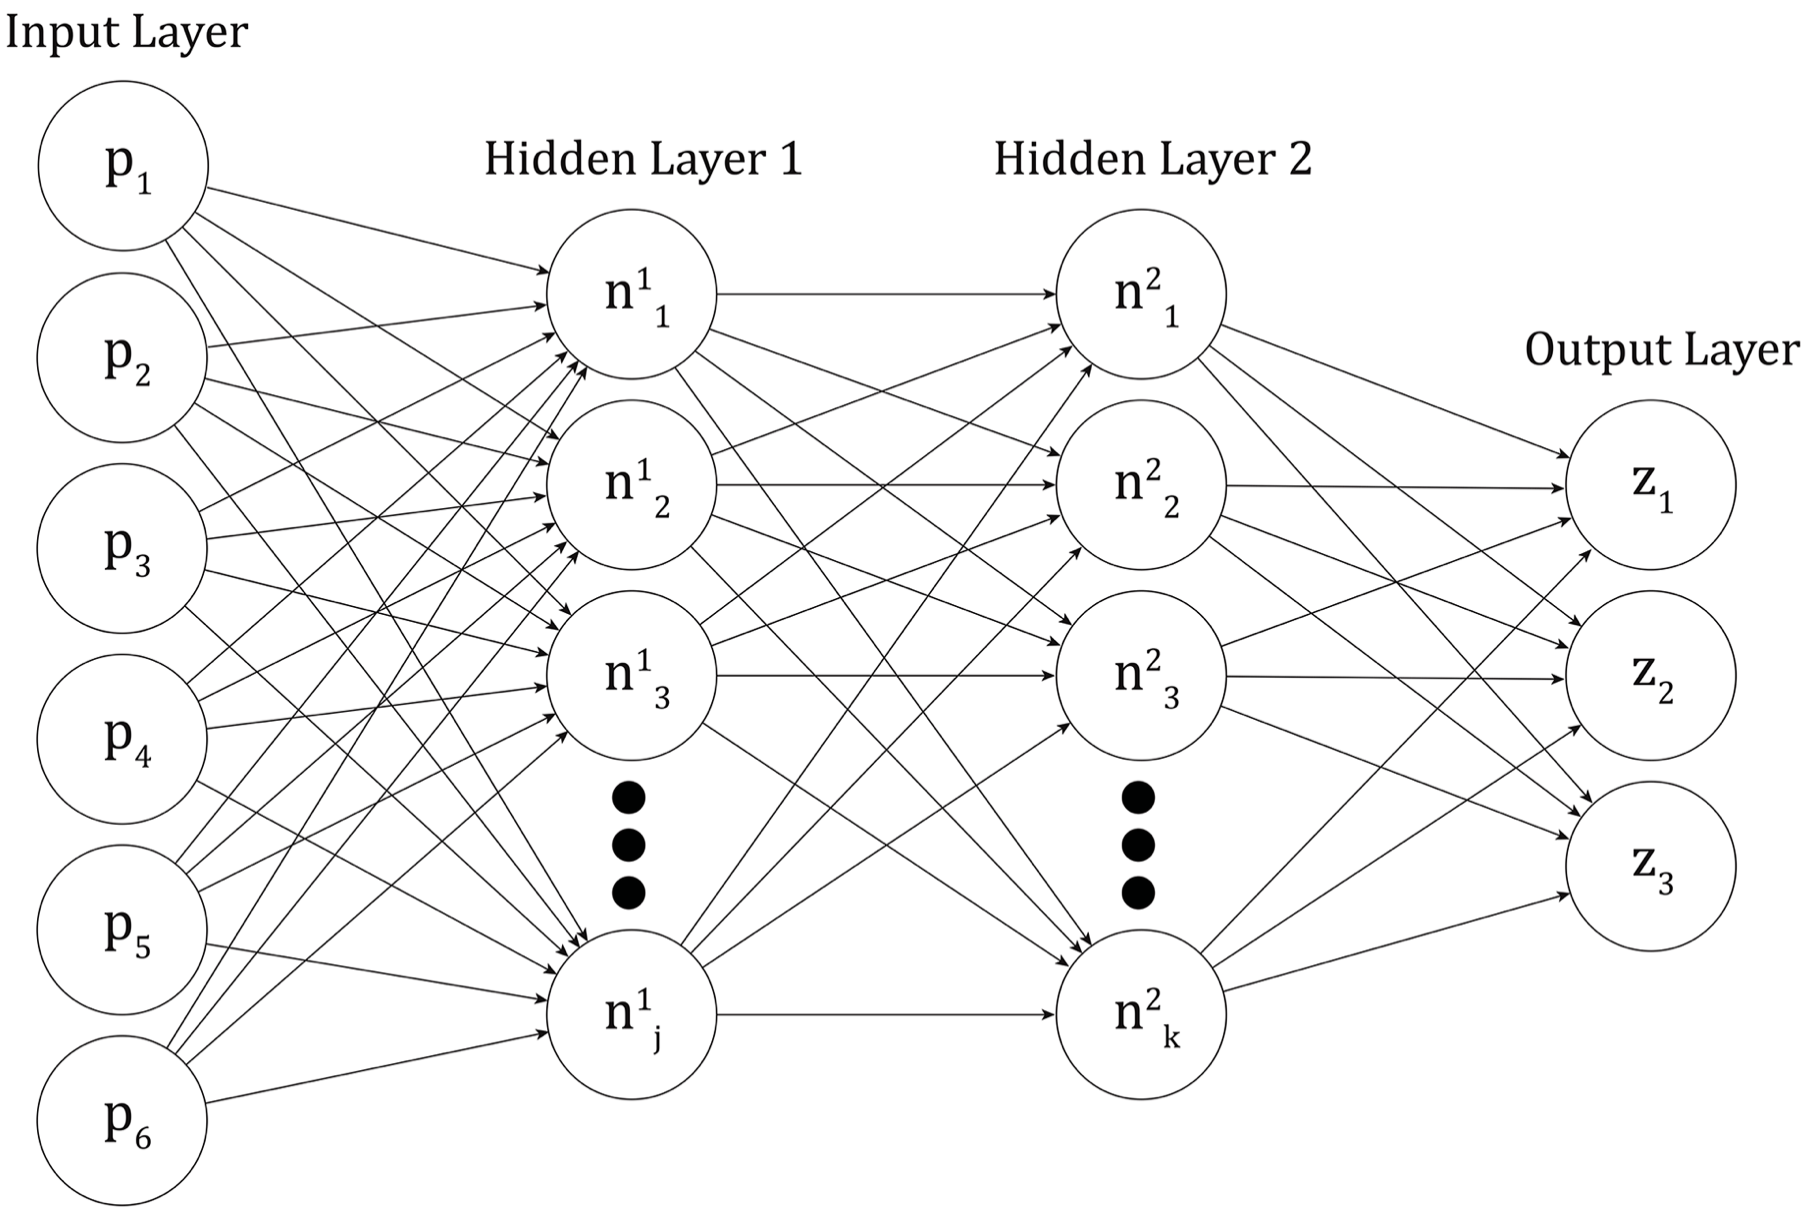 Input Layer
p1
p2
p3
p4
p5
p6
Hidden Layer 1
n¹1
n¹2
n¹3
n¹j
Hidden Layer 2
n²1
n²2
n²3
n²k
Output Layer
z1
z2
z3